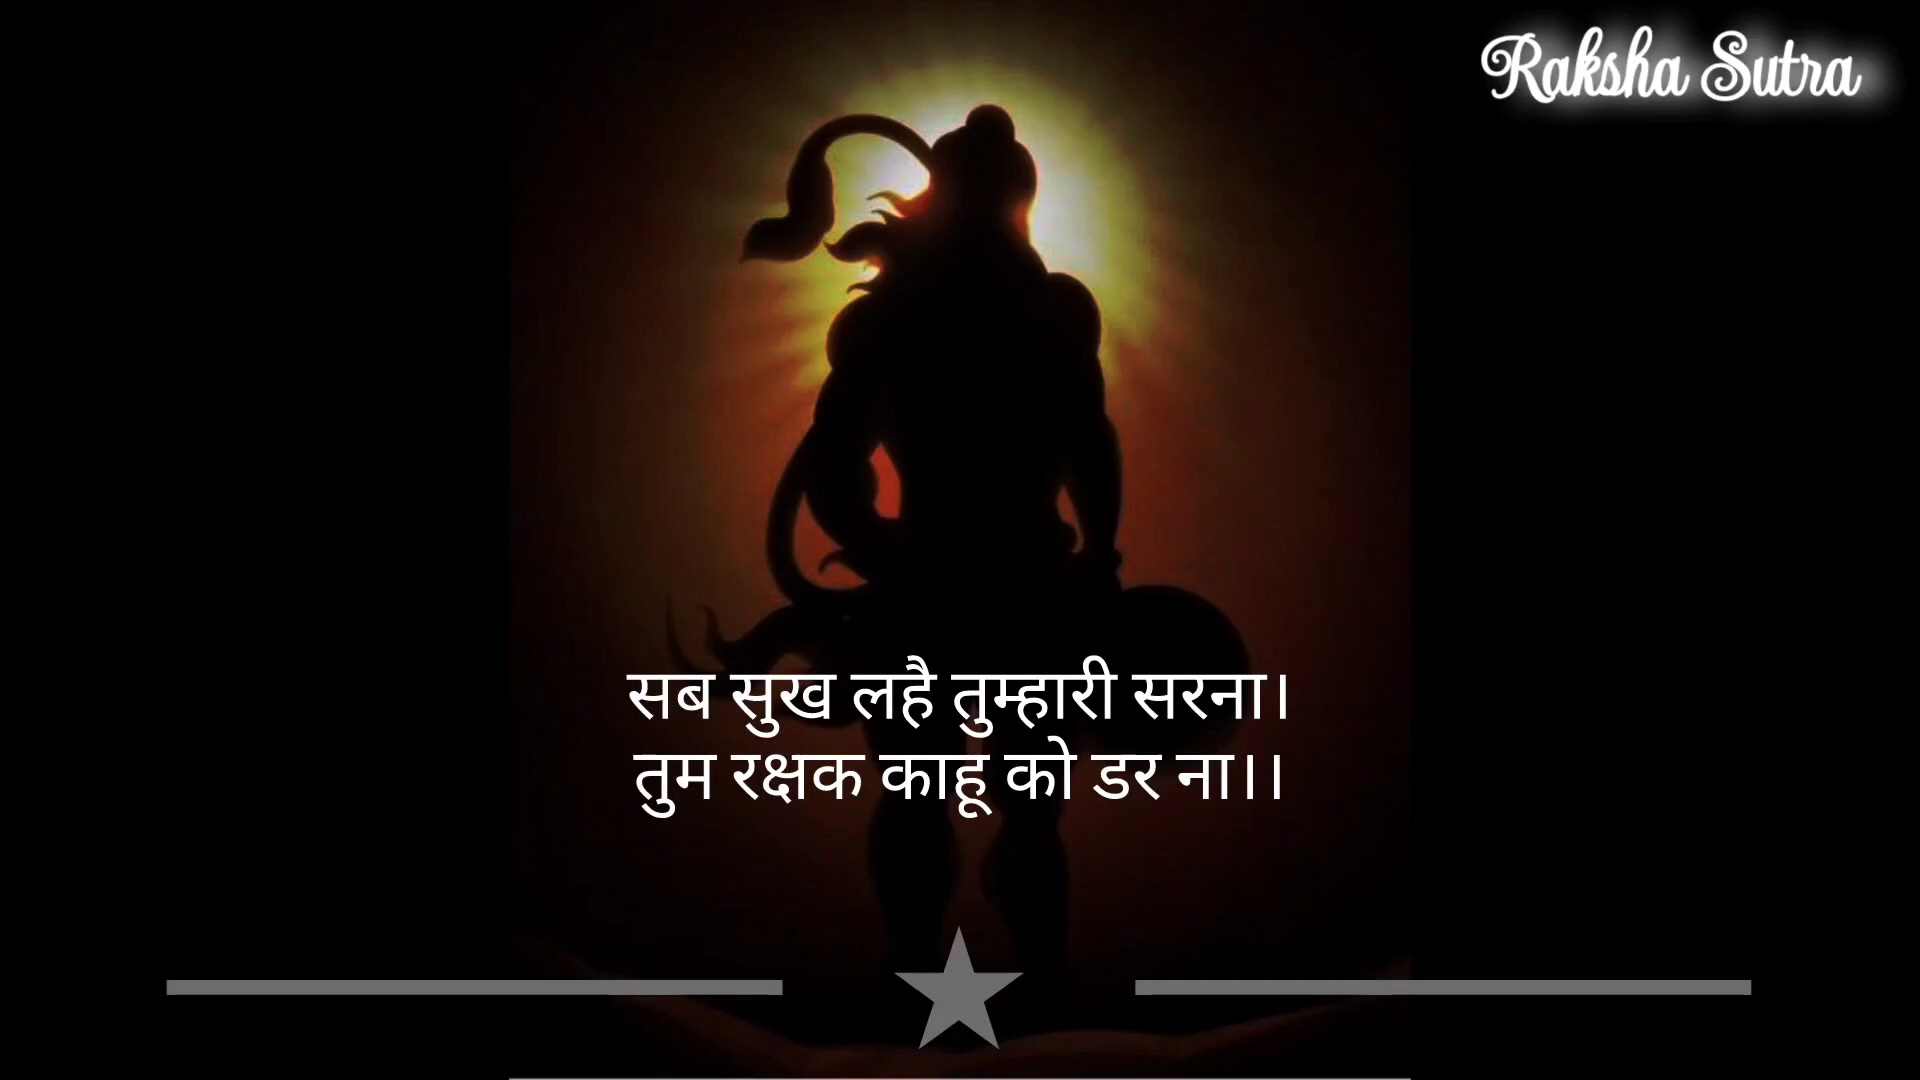 Raksha Sutra
सब सुख लहै तुम्हारी सरना।
तुम रक्षक काहू को डर ना।।